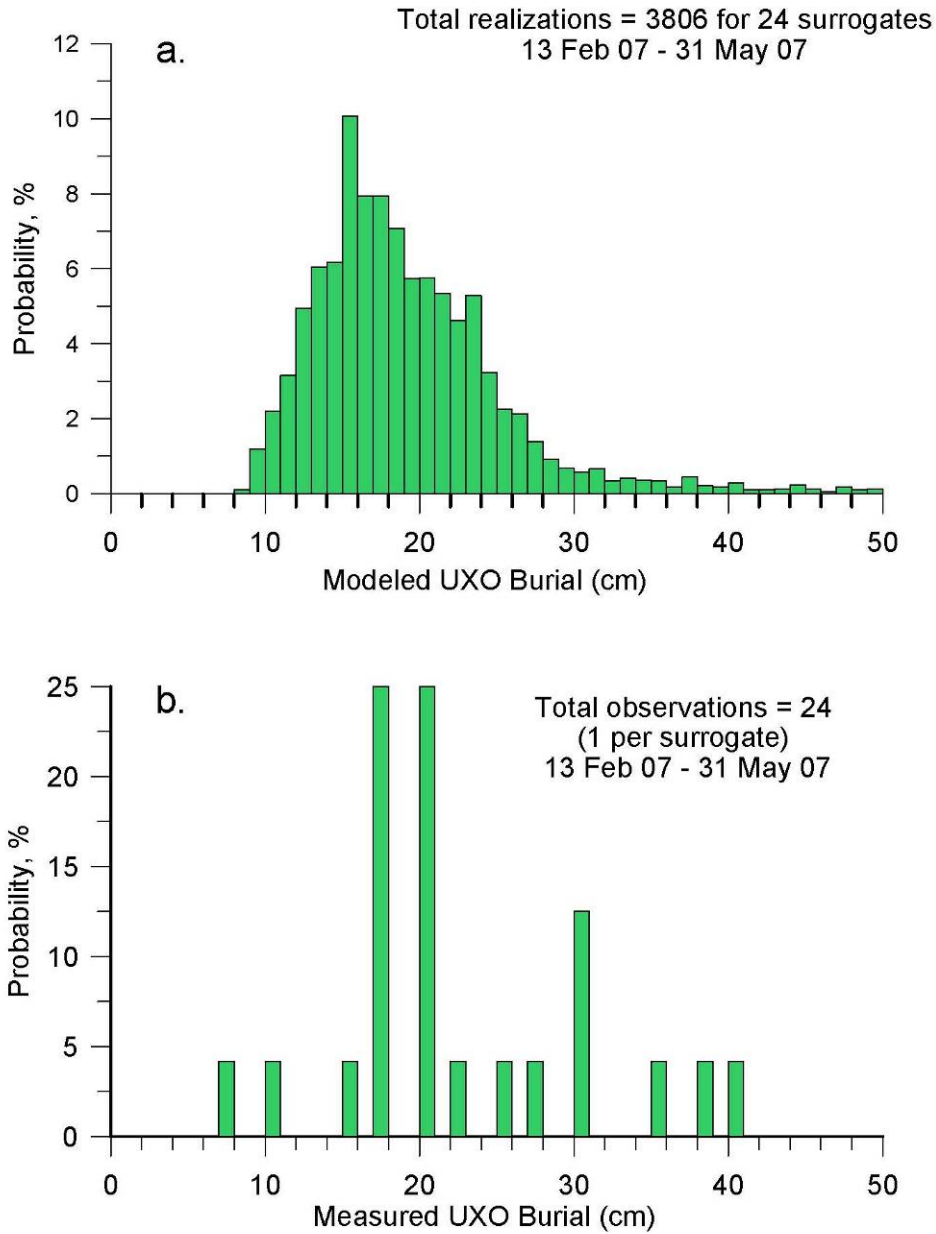 Total realizations = 3806 for 24 surrogates
13 Feb 07 - 31 May 07
a.
12
10
8
6
4
2
0
Probability, %
0 10 20 30 40 50
Modeled UXO Burial (cm)
b.
Total observations = 24
(1 per surrogate)
13 Feb 07 - 31 May 07
25
20
15
10
5
0
Probability, %
0 10 20 30 40 50
Measured UXO Burial (cm)